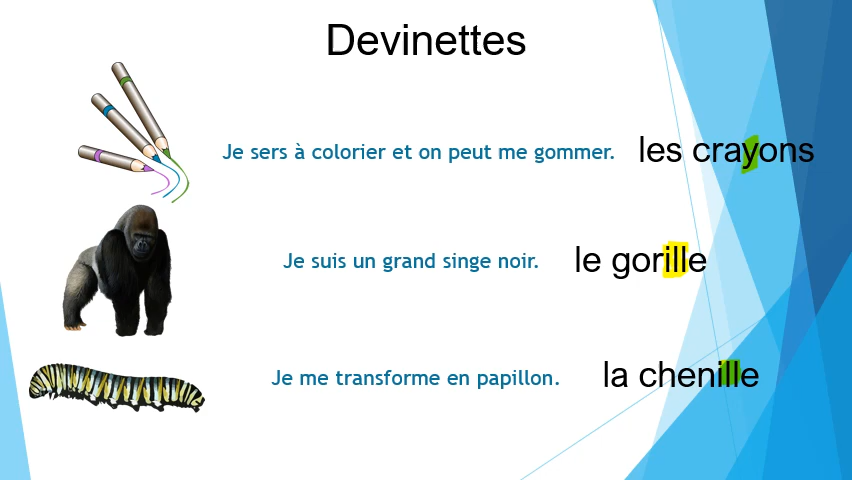 Devinettes
Je sers à colorier et on peut me gommer. les crayons
Je suis un grand singe noir. le gorille
Je me transforme en papillon. la chenille